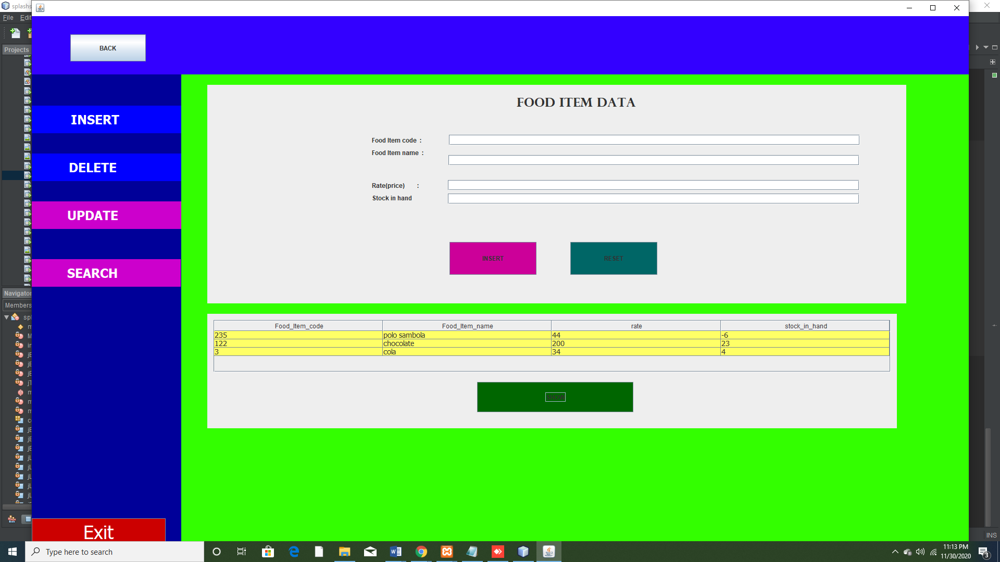 splashs
File Edit
Projects
BACK
INSERT
DELETE
UPDATE
SEARCH
Exit
FOOD ITEM DATA
Food Item code :
Food Item name :
Rate(price) :
Stock in hand
INSERT RESET
Food_Item_code Food_Item_name rate stock_in_hand
235 polo sambola 44 -6
122 chocolate 200 23
3 cola 34 4
SHOW
Navigator
Members
INS
Type here to search
11:13 PM
11/30/2020
3